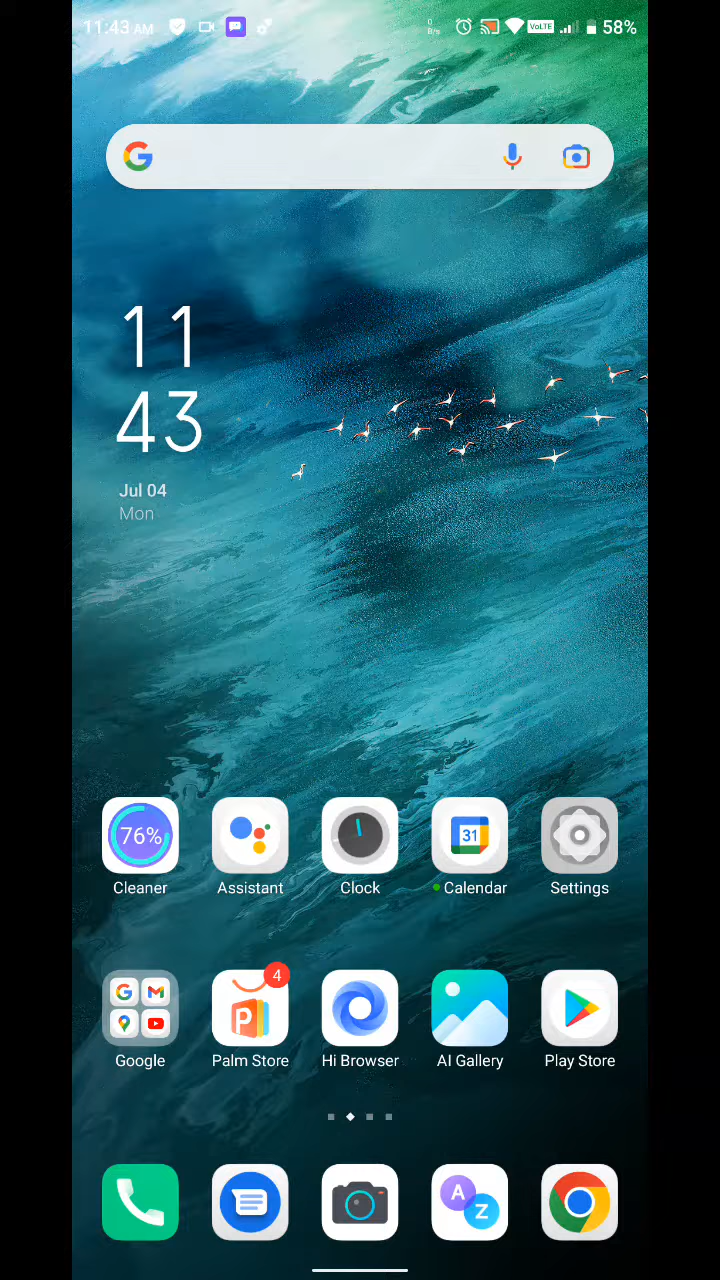 11:43 AM 0 B/s VoLTE 58%
11
43
Jul 04
Mon
76% 31
Cleaner Assistant Clock Calendar Settings
4
Google Palm Store Hi Browser AI Gallery Play Store
A Z